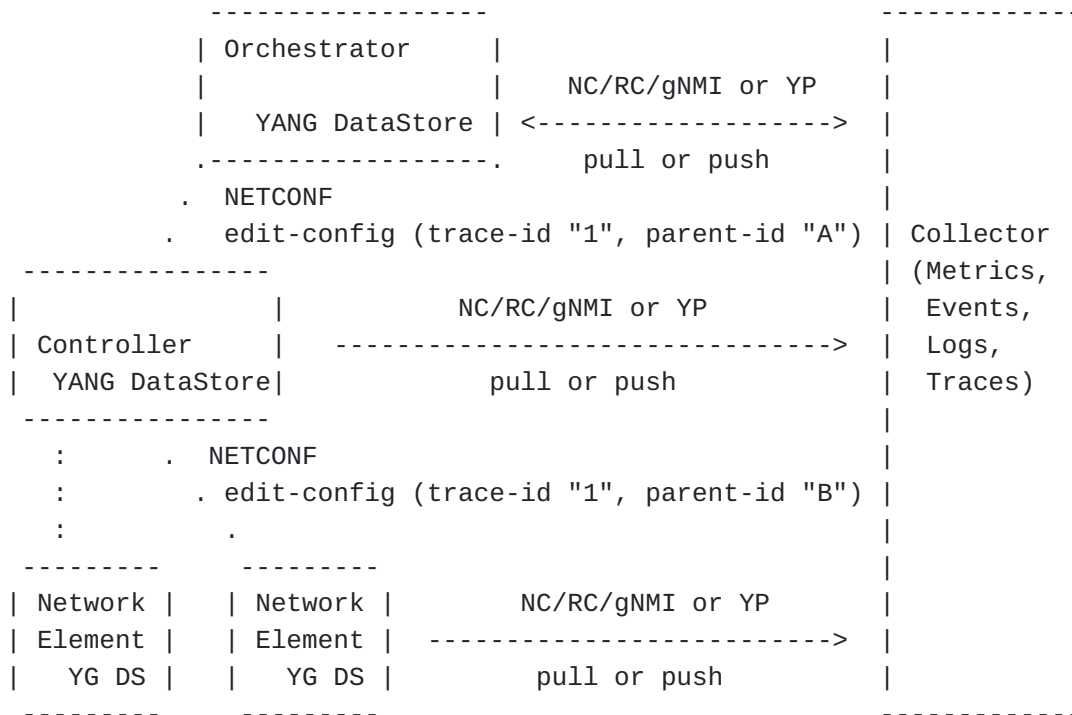 Orchestrator
NC/RC/gNMI or YP
YANG DataStore <------------------->
pull or push
NETCONF
edit-config (trace-id "1", parent-id "A") Collector
(Metrics,
NC/RC/gNMI or YP Events,
Controller --------------------------------> Logs,
YANG DataStore pull or push Traces)
NETCONF
edit-config (trace-id "1", parent-id "B")
Network Network NC/RC/gNMI or YP
Element Element -------------------------->
YG DS YG DS pull or push